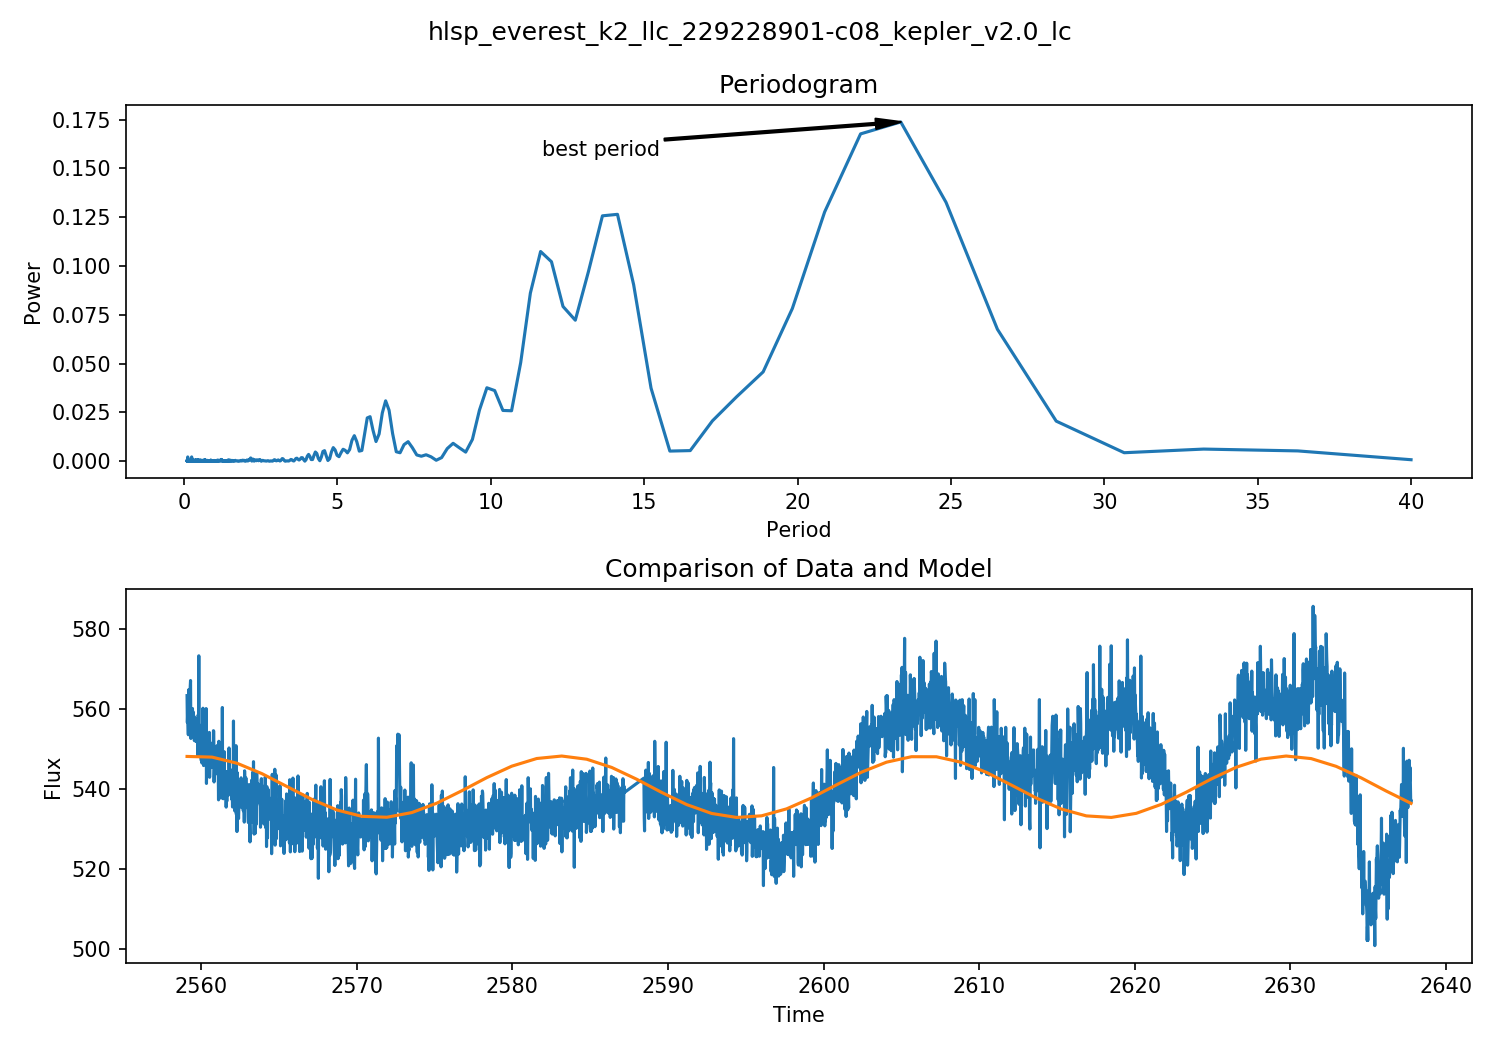 hlsp_everest_k2_llc_229228901-c08_kepler_v2.0_lc
Periodogram
0.175
0.150
0.125
0.100
0.075
0.050
0.025
0.000
Power
best period
0 5 10 15 20 25 30 35 40
Period
Comparison of Data and Model
580
560
540
520
500
Flux
2560 2570 2580 2590 2600 2610 2620 2630 2640
Time